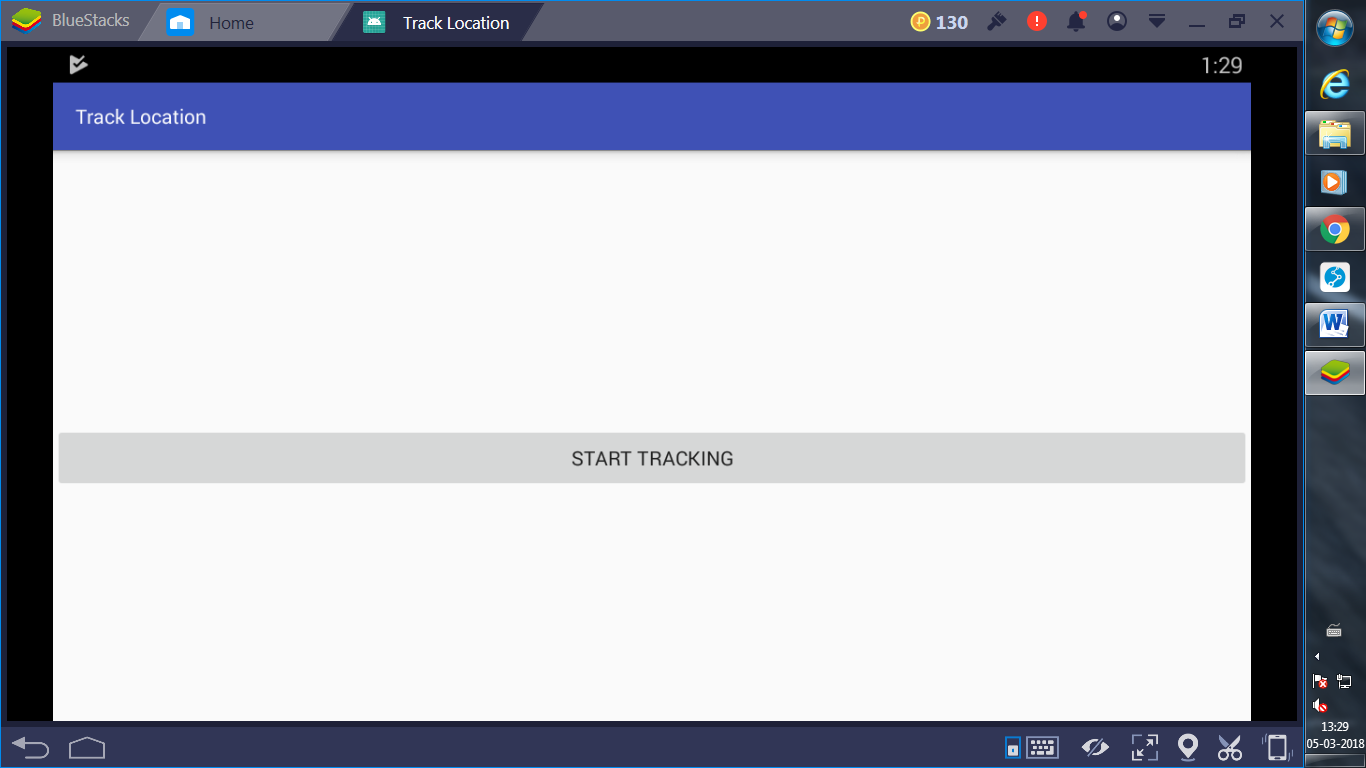 BlueStacks
Home
Track Location
130
1:29
Track Location
START TRACKING
13:29
05-03-2018